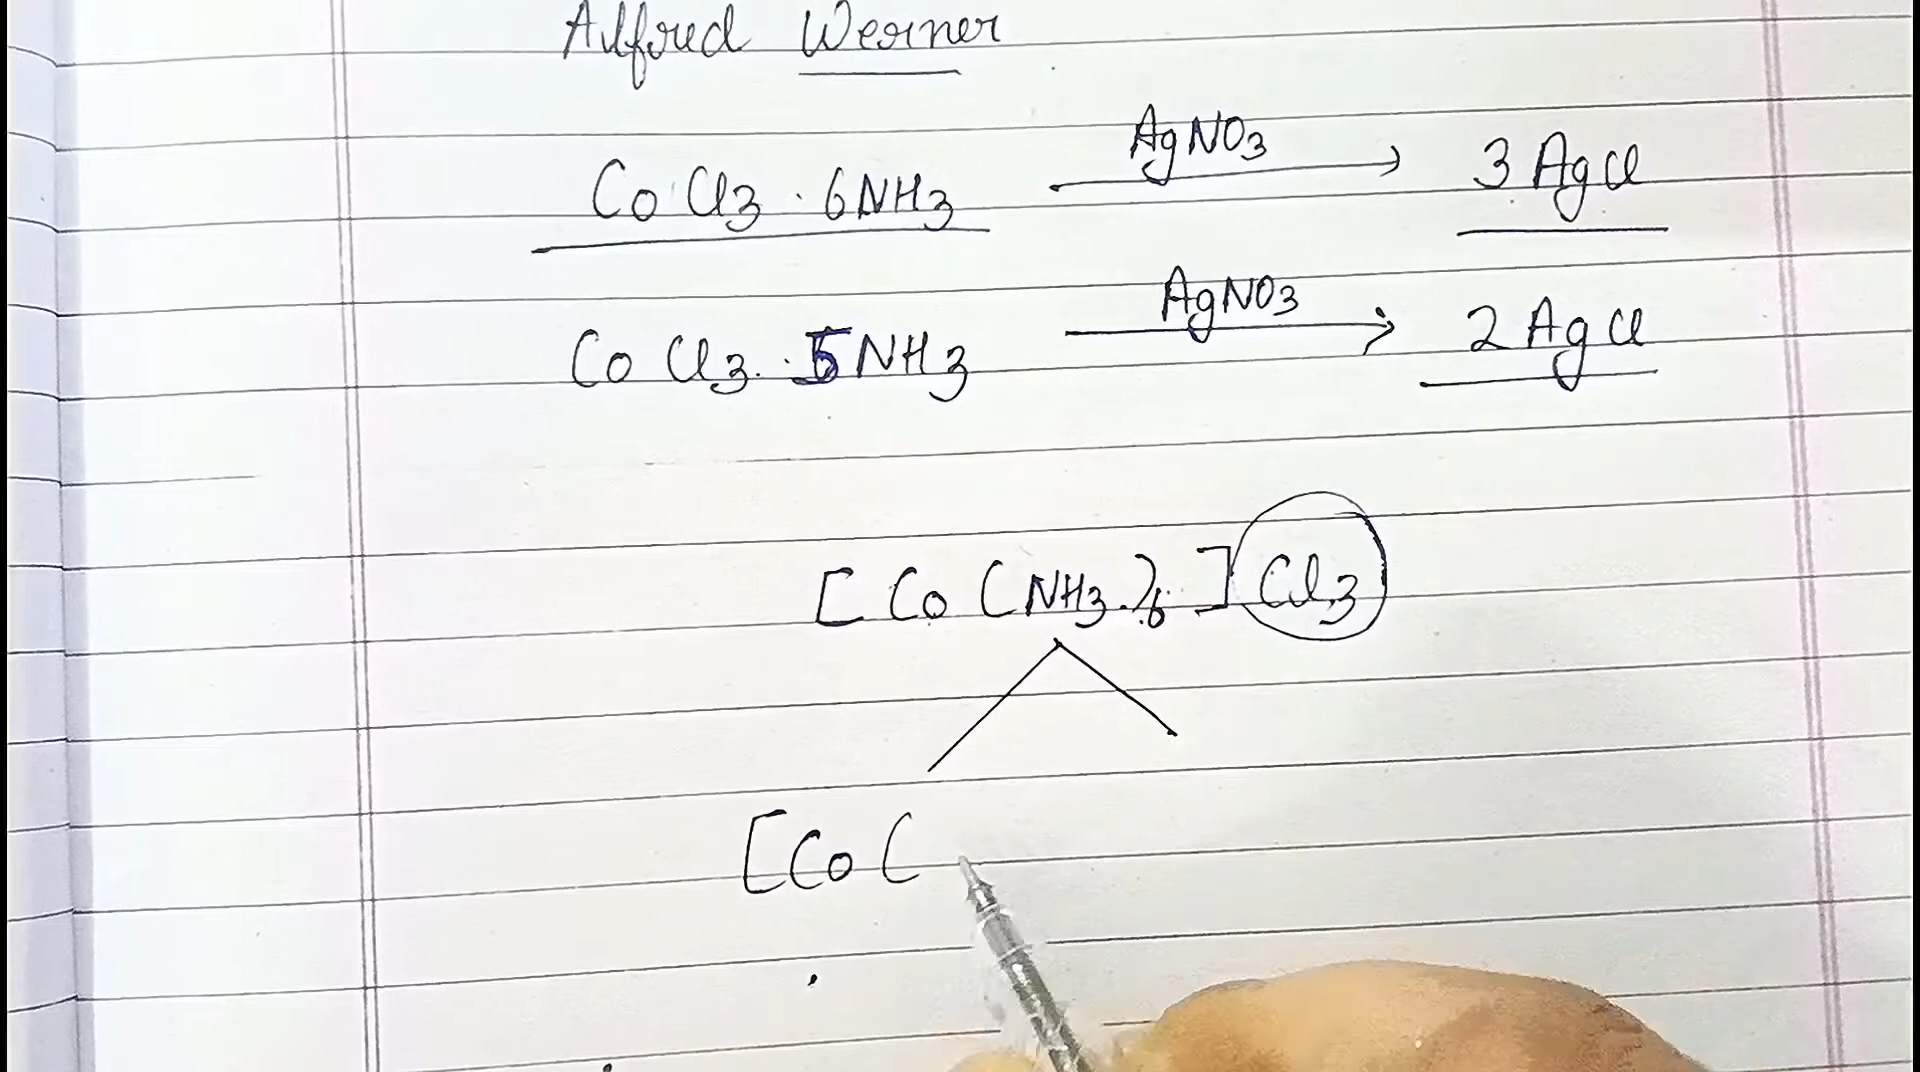 Alfred Werner
CoCl3 . 6NH3 AgNO3 → 3 AgCl
CoCl3 . 5NH3 AgNO3 → 2 AgCl
[Co(NH3)6]Cl3
[Co(